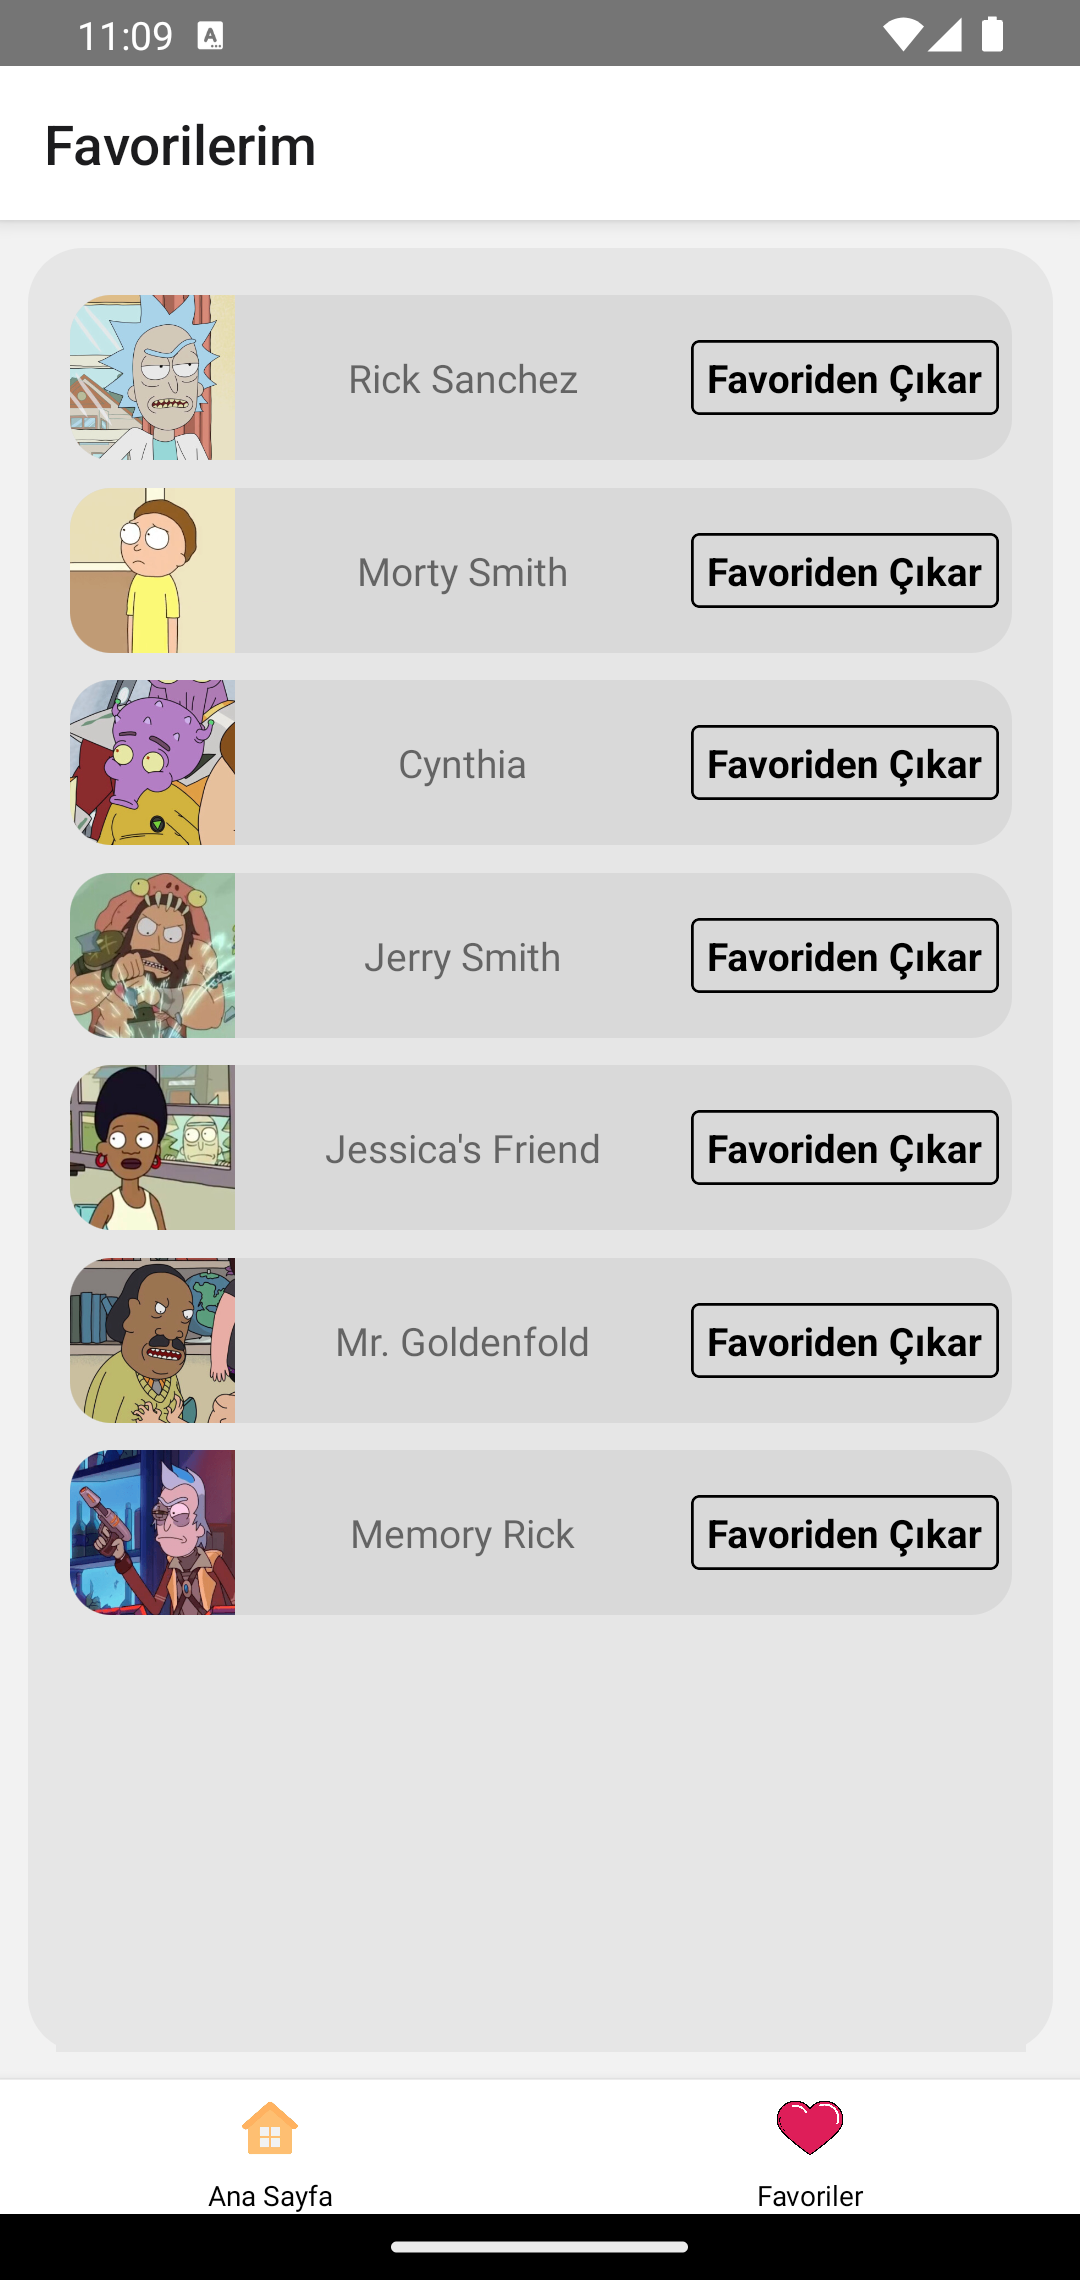 11:09
Favorilerim
Rick Sanchez Favoriden Çıkar
Morty Smith Favoriden Çıkar
Cynthia Favoriden Çıkar
Jerry Smith Favoriden Çıkar
Jessica's Friend Favoriden Çıkar
Mr. Goldenfold Favoriden Çıkar
Memory Rick Favoriden Çıkar
Ana Sayfa Favoriler